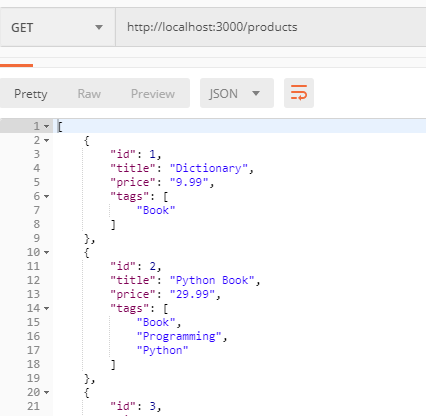 GET http://localhost:3000/products
Pretty Raw Preview JSON
1 [
2 {
3 "id": 1,
4 "title": "Dictionary",
5 "price": "9.99",
6 "tags": [
7 "Book"
8 ]
9 },
10 {
11 "id": 2,
12 "title": "Python Book",
13 "price": "29.99",
14 "tags": [
15 "Book",
16 "Programming",
17 "Python"
18 ]
19 },
20 {
21 "id": 3,